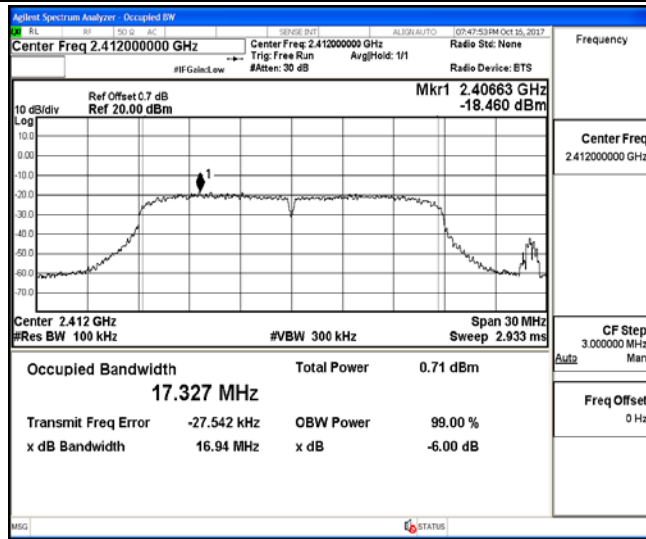 Agilent Spectrum Analyzer - Occupied BW
RL RF 50 Ω AC SENSE:INT ALIGN AUTO 07:47:53 PM Oct 15, 2017
Center Freq 2.412000000 GHz
Center Freq: 2.412000000 GHz
Radio Std: None
Trig: Free Run Avg|Hold: 1/1
#IFGain:Low #Atten: 30 dB Radio Device: BTS
Frequency
Ref Offset 0.7 dB
10 dB/div Ref 20.00 dBm
Mkr1 2.40663 GHz
-18.460 dBm
Log
10.0
0.00
-10.0
-20.0
-30.0
-40.0
-50.0
-60.0
-70.0
1
Center Freq
2.412000000 GHz
Center 2.412 GHz Span 30 MHz
#Res BW 100 kHz #VBW 300 kHz Sweep 2.933 ms
CF Step
3.000000 MHz
Auto Man
Occupied Bandwidth Total Power 0.71 dBm
17.327 MHz
Transmit Freq Error -27.542 kHz OBW Power 99.00 %
x dB Bandwidth 16.94 MHz x dB -6.00 dB
Freq Offset
0 Hz
MSG STATUS